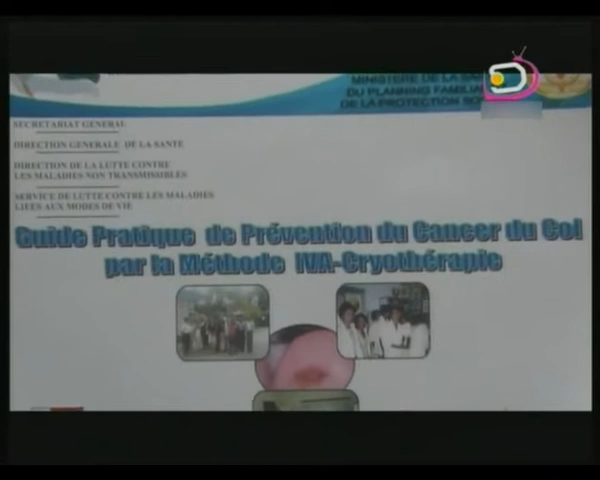 MINISTERE DE LA
DU PLANNING
DE LA PROTECTION
SECRETARIAT GENERAL
DIRECTION GENERALE DE LA SANTE
DIRECTION DE LA LUTTE CONTRE
LES MALADIES NON TRANSMISSIBLES
SERVICE DE LUTTE CONTRE LES MALADIES
LIEES AUX MODES DE VIE
Guide Pratique de Prévention du Cancer du Col
par la Méthode IVA-Cryothérapie